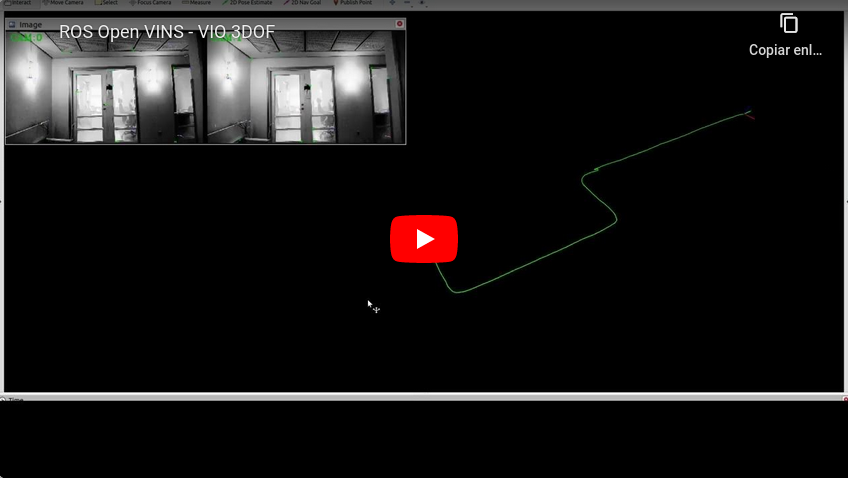 Interact Move Camera Select Focus Camera Measure 2D Pose Estimate 2D Nav Goal Publish Point
Image
ROS Open VINS - VIO 3DOF
Copiar enl...
Time